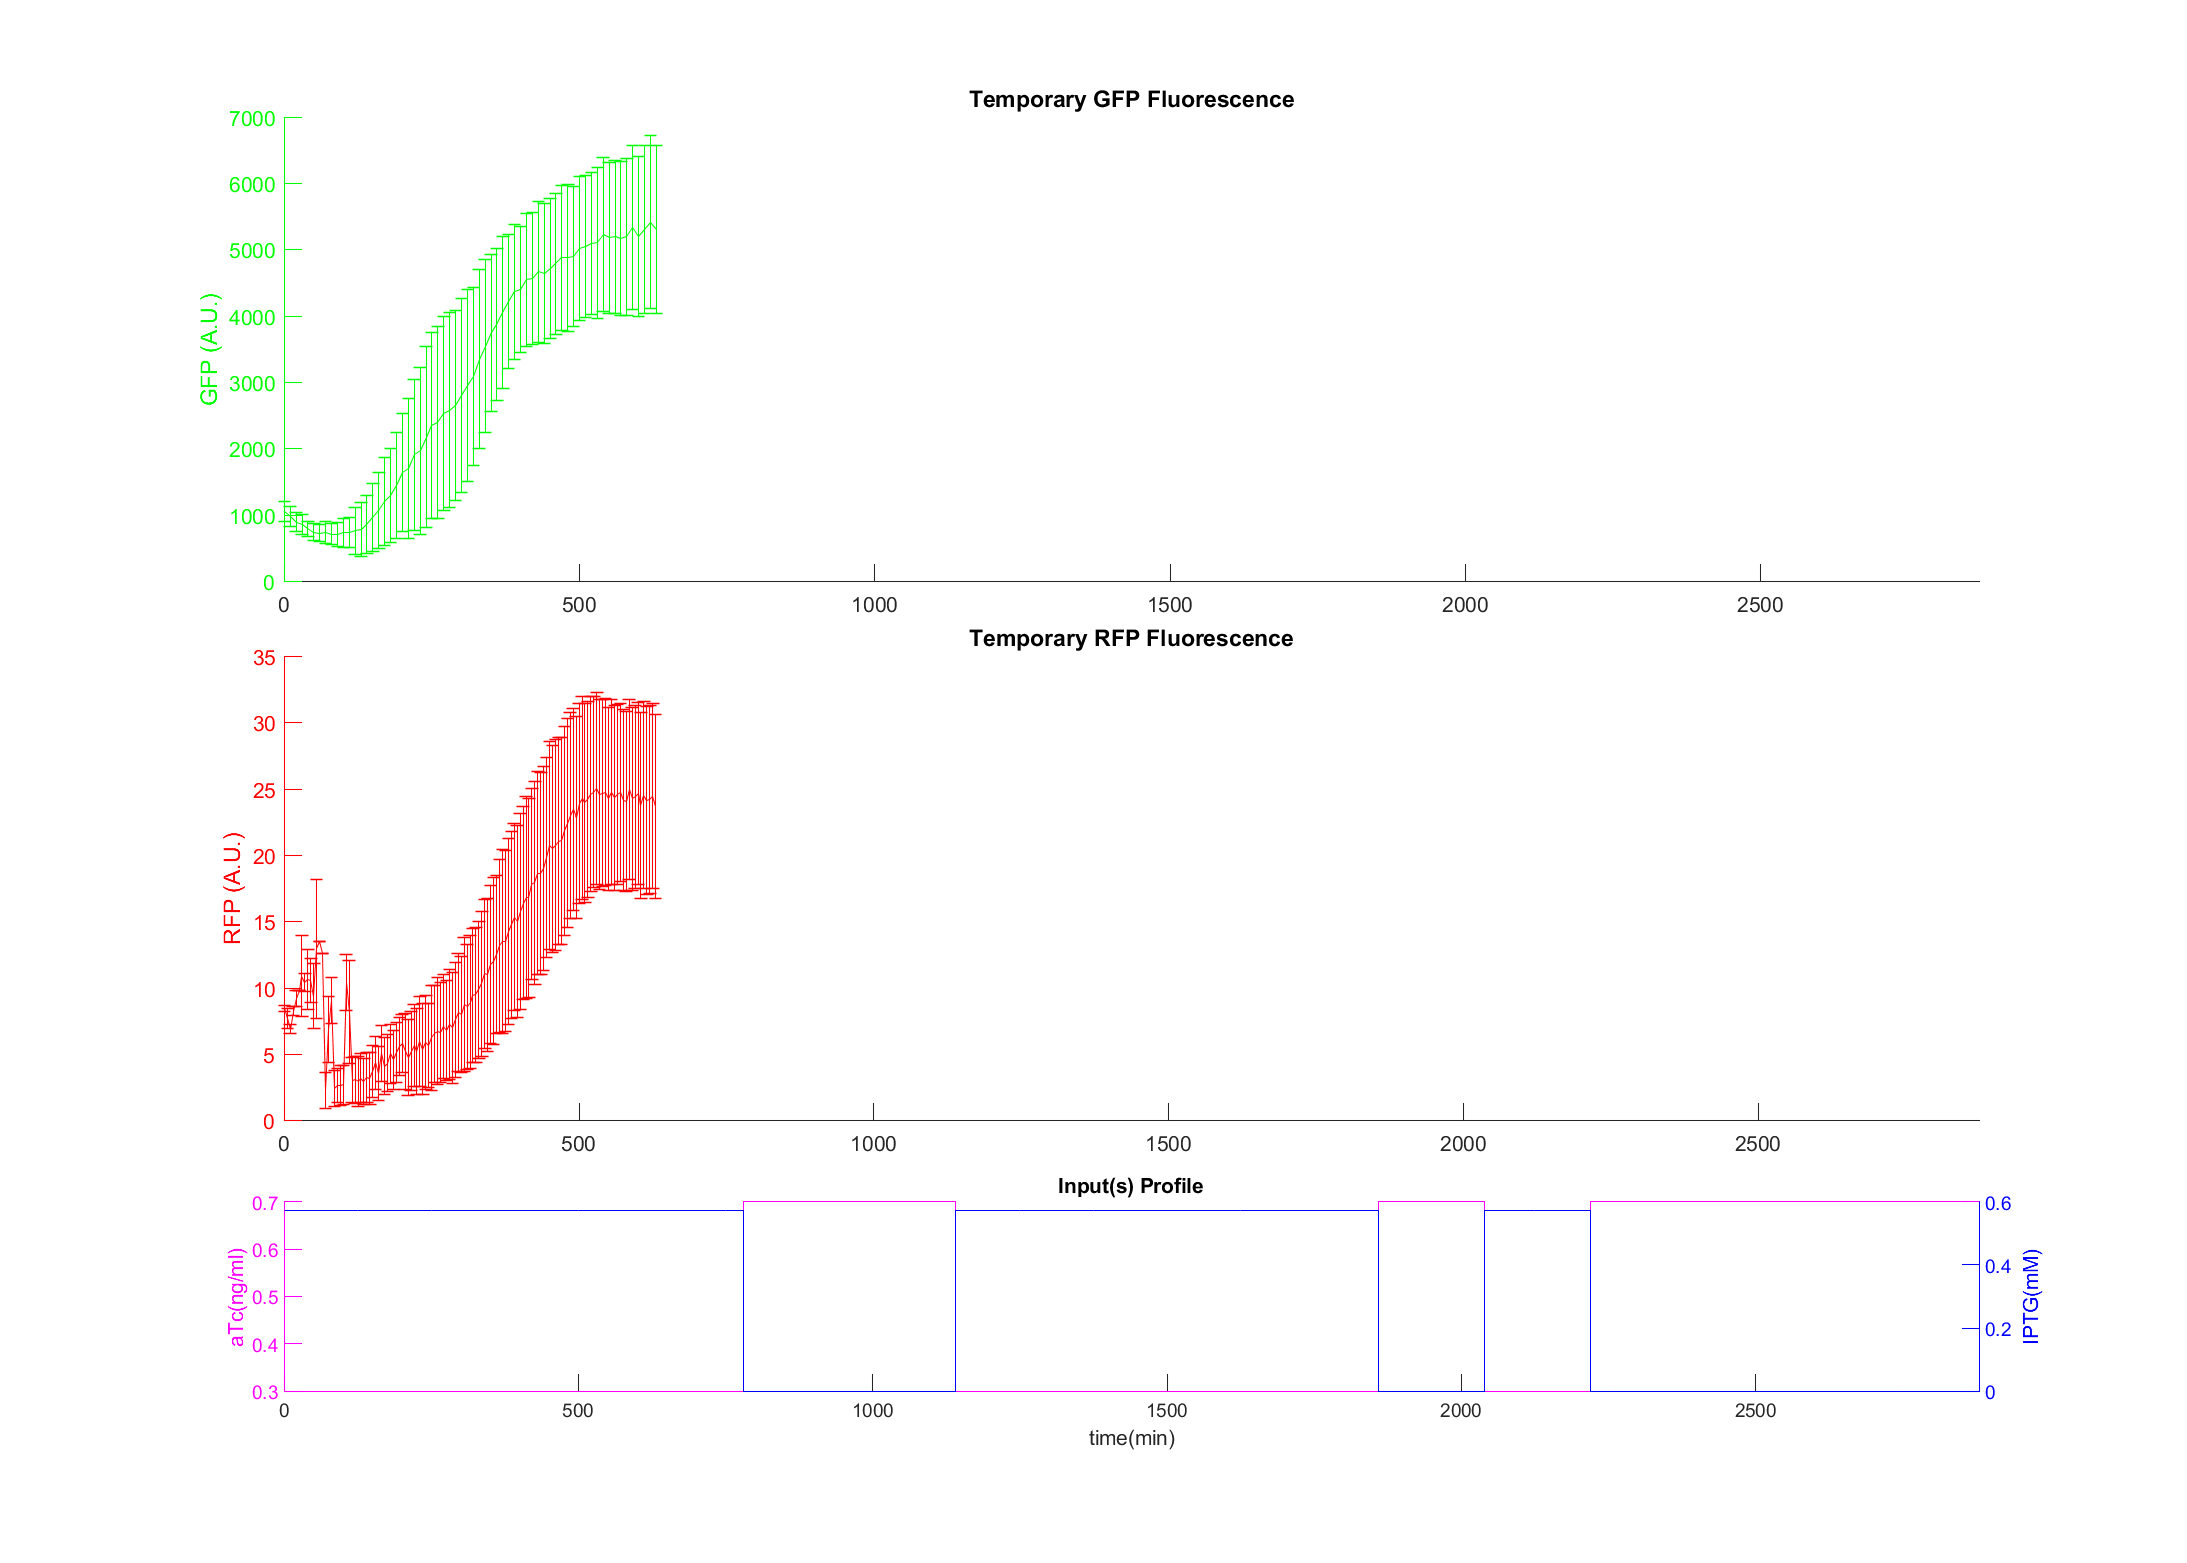 Temporary GFP Fluorescence
7000
6000
5000
4000
3000
2000
1000
0
GFP (A.U.)
0 500 1000 1500 2000 2500
Temporary RFP Fluorescence
35
30
25
20
15
10
5
0
RFP (A.U.)
0 500 1000 1500 2000 2500
Input(s) Profile
0.7
0.6
0.5
0.4
0.3
aTc(ng/ml)
0.6
0.4
0.2
0
IPTG(mM)
0 500 1000 1500 2000 2500
time(min)